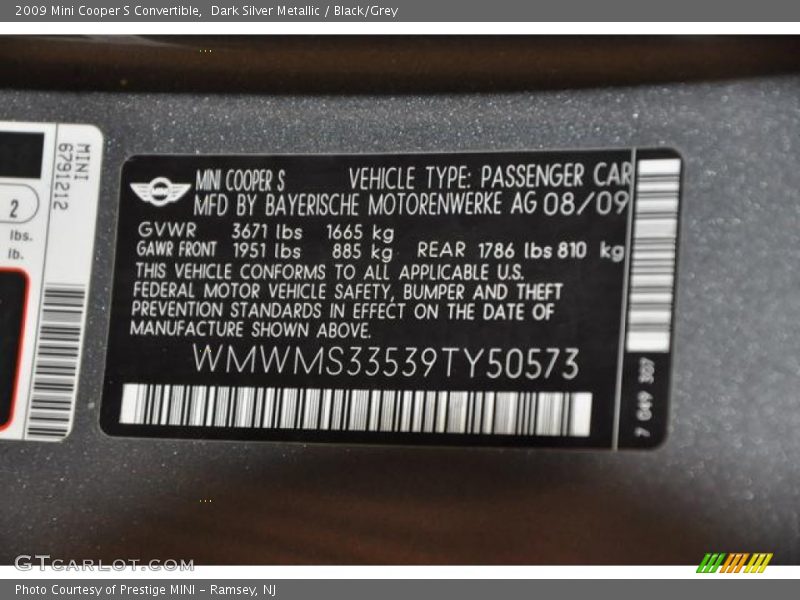 2009 Mini Cooper S Convertible, Dark Silver Metallic / Black/Grey
MINI
6791212
2
lbs.
lb.
MINI COOPER S VEHICLE TYPE: PASSENGER CAR
MFD BY BAYERISCHE MOTORENWERKE AG 08/09
GVWR 3671 lbs 1665 kg
GAWR FRONT 1951 lbs 885 kg REAR 1786 lbs 810 kg
THIS VEHICLE CONFORMS TO ALL APPLICABLE U.S.
FEDERAL MOTOR VEHICLE SAFETY, BUMPER AND THEFT
PREVENTION STANDARDS IN EFFECT ON THE DATE OF
MANUFACTURE SHOWN ABOVE.
WMWMS33539TY50573
7 049 307
GTCARLOT.COM
Photo Courtesy of Prestige MINI - Ramsey, NJ